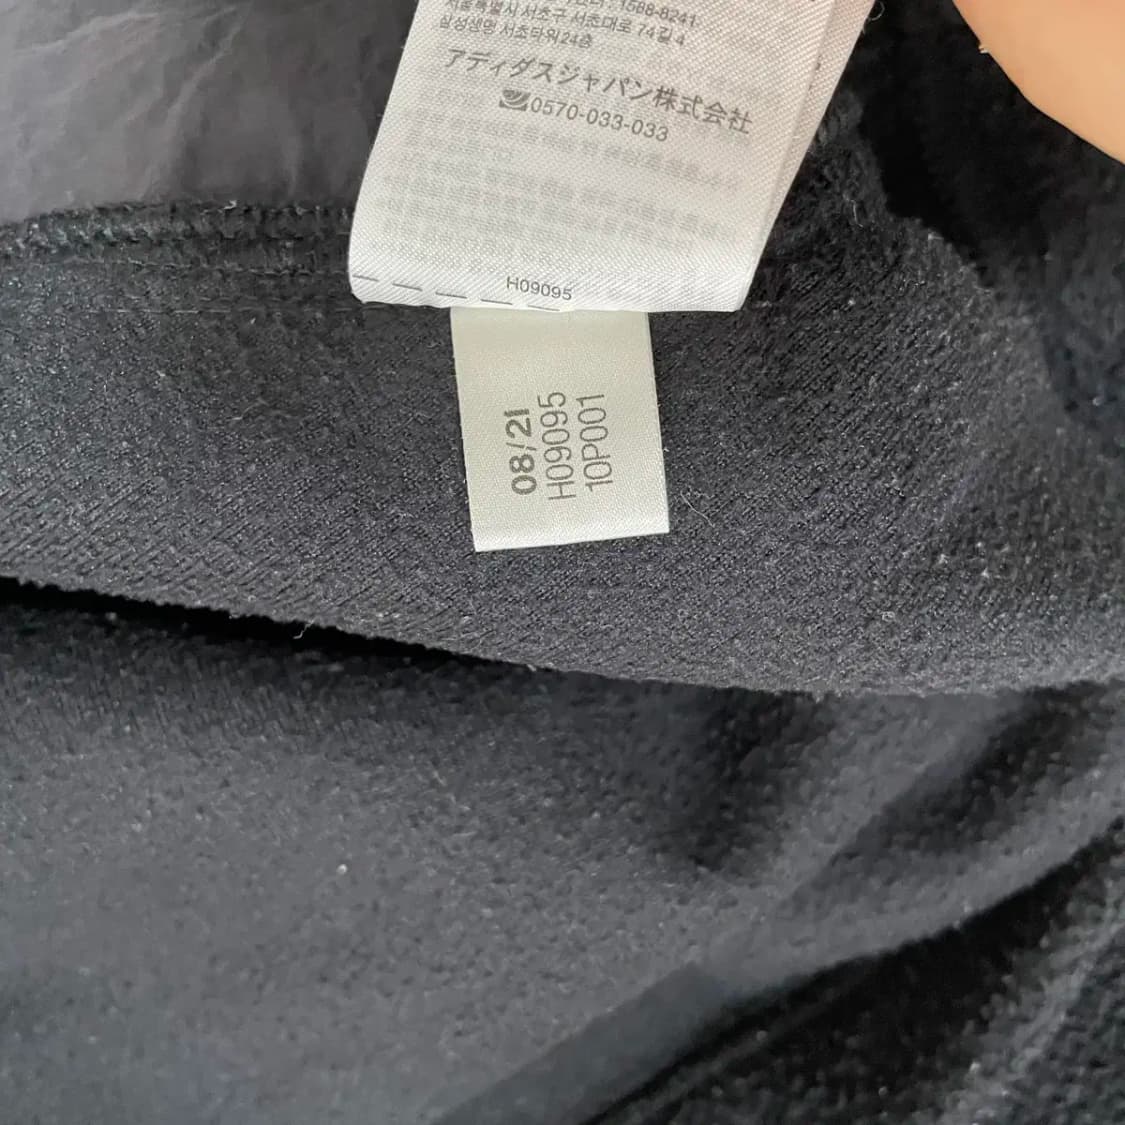 1588-8241
서울특별시 서초구 서초대로 74길 4
삼성생명 서초타워24층
アディダスジャパン株式会社
0570-033-033
H09095
08/21
H09095
10P001